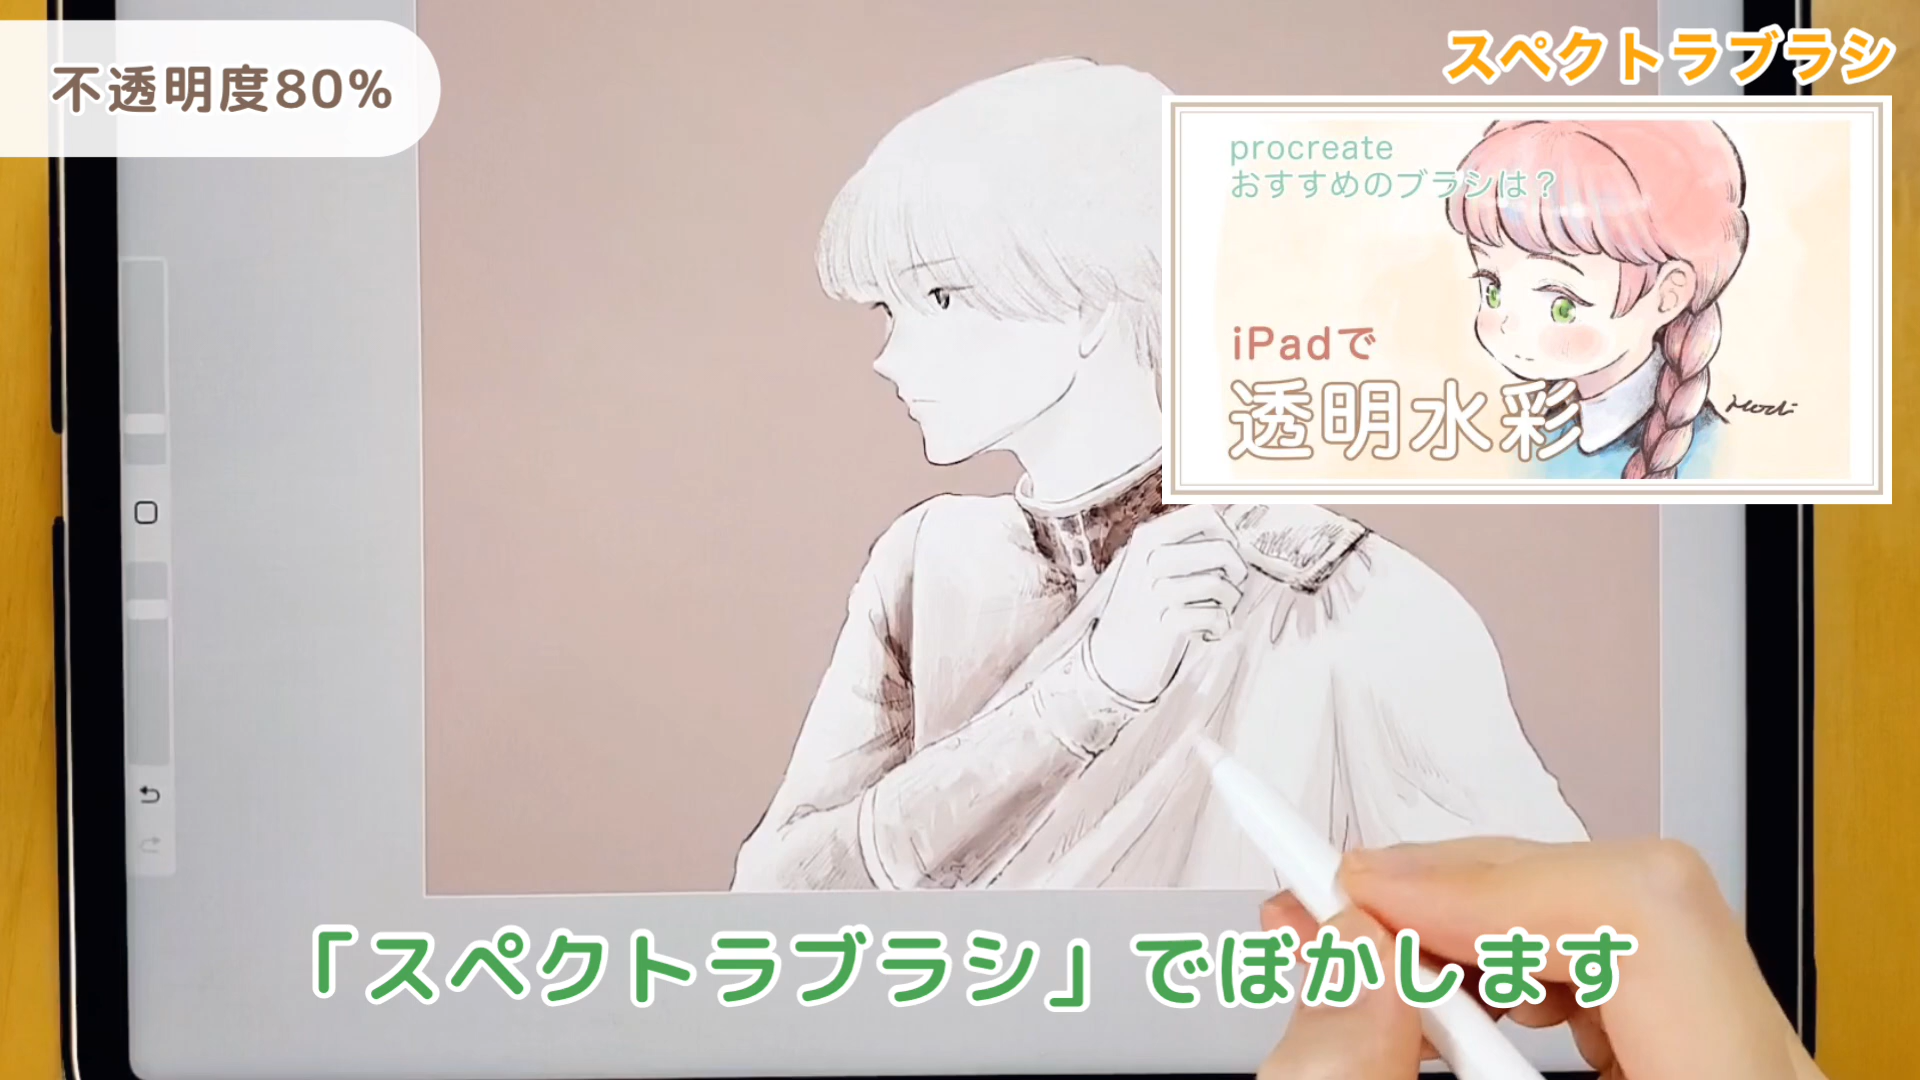 不透明度80%
スペクトラブラシ
procreate
おすすめのブラシは？
iPadで
透明水彩
「スペクトラブラシ」でぼかします